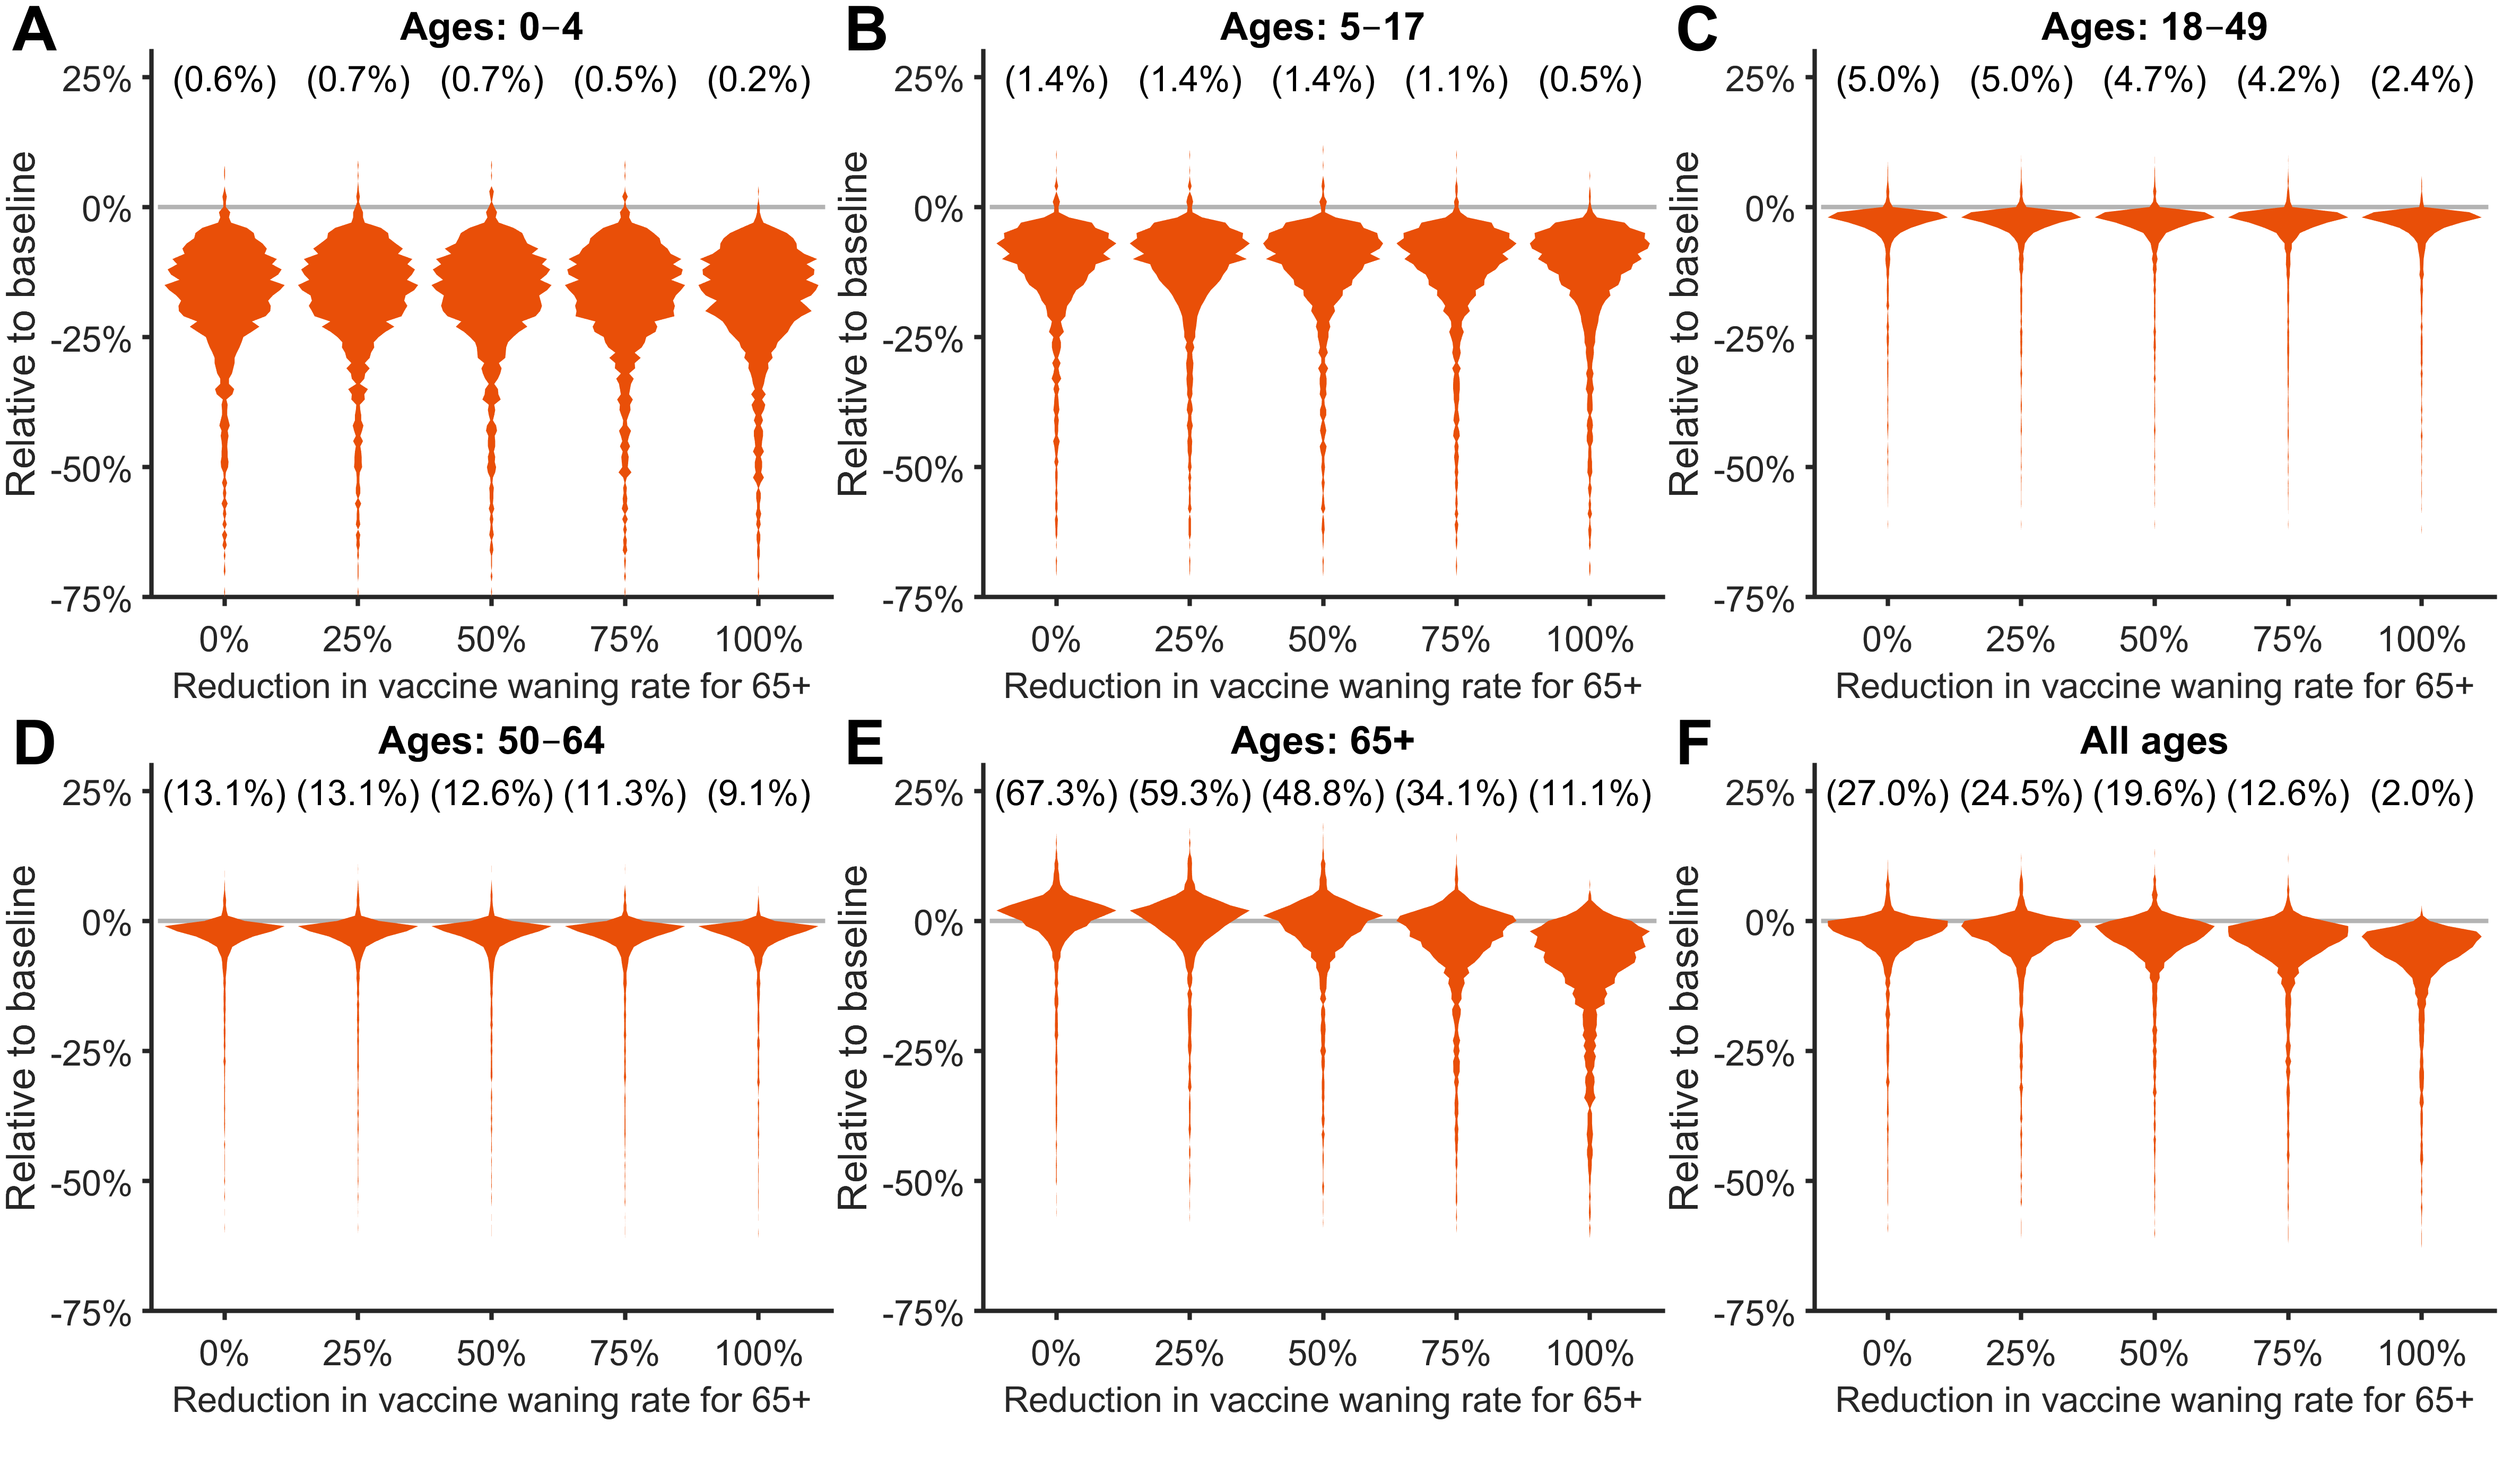 A
Ages: 0–4
25%
(0.6%) (0.7%) (0.7%) (0.5%) (0.2%)
0%
-25%
-50%
-75%
Relative to baseline
0% 25% 50% 75% 100%
Reduction in vaccine waning rate for 65+
B
Ages: 5–17
25%
(1.4%) (1.4%) (1.4%) (1.1%) (0.5%)
0%
-25%
-50%
-75%
Relative to baseline
0% 25% 50% 75% 100%
Reduction in vaccine waning rate for 65+
C
Ages: 18–49
25%
(5.0%) (5.0%) (4.7%) (4.2%) (2.4%)
0%
-25%
-50%
-75%
Relative to baseline
0% 25% 50% 75% 100%
Reduction in vaccine waning rate for 65+
D
Ages: 50–64
25%
(13.1%) (13.1%) (12.6%) (11.3%) (9.1%)
0%
-25%
-50%
-75%
Relative to baseline
0% 25% 50% 75% 100%
Reduction in vaccine waning rate for 65+
E
Ages: 65+
25%
(67.3%) (59.3%) (48.8%) (34.1%) (11.1%)
0%
-25%
-50%
-75%
Relative to baseline
0% 25% 50% 75% 100%
Reduction in vaccine waning rate for 65+
F
All ages
25%
(27.0%) (24.5%) (19.6%) (12.6%) (2.0%)
0%
-25%
-50%
-75%
Relative to baseline
0% 25% 50% 75% 100%
Reduction in vaccine waning rate for 65+